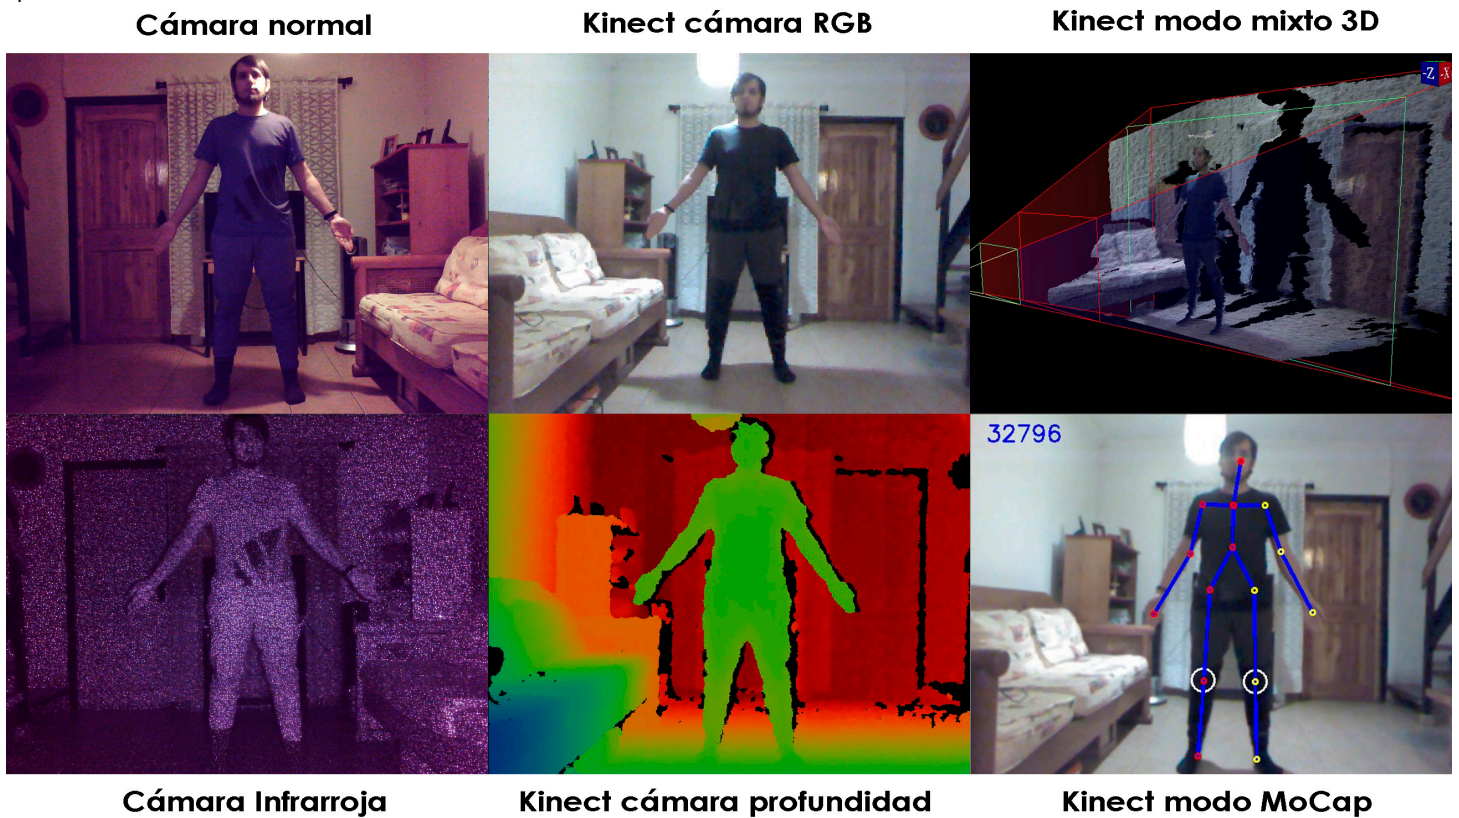 Cámara normal
Kinect cámara RGB
Kinect modo mixto 3D
-Z -X
32796
Cámara Infrarroja
Kinect cámara profundidad
Kinect modo MoCap